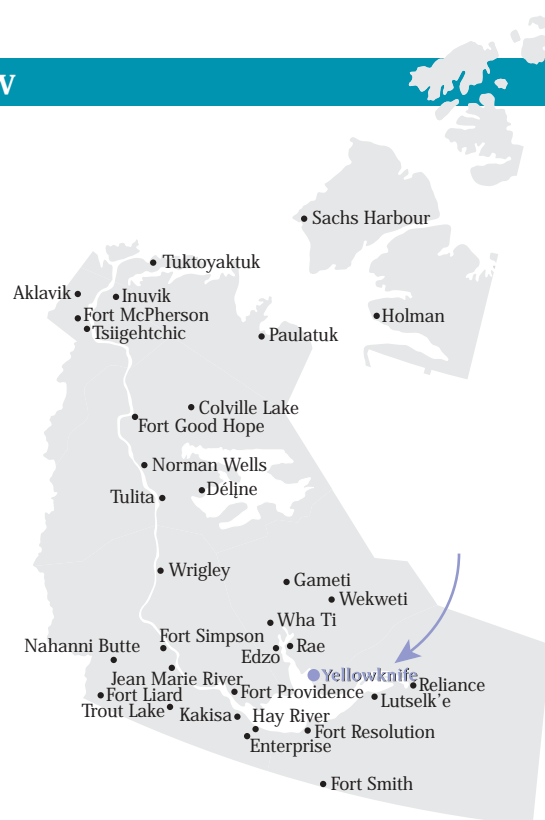 w
Sachs Harbour
Tuktoyaktuk
Aklavik
Inuvik
Fort McPherson
Tsiigehtchic
Holman
Paulatuk
Colville Lake
Fort Good Hope
Norman Wells
Délįne
Tulita
Wrigley
Gameti
Wekweti
Wha Ti
Fort Simpson
Nahanni Butte
Rae
Edzo
Jean Marie River
Yellowknife
Reliance
Fort Liard
Fort Providence
Lutselk'e
Trout Lake
Kakisa
Hay River
Fort Resolution
Enterprise
Fort Smith